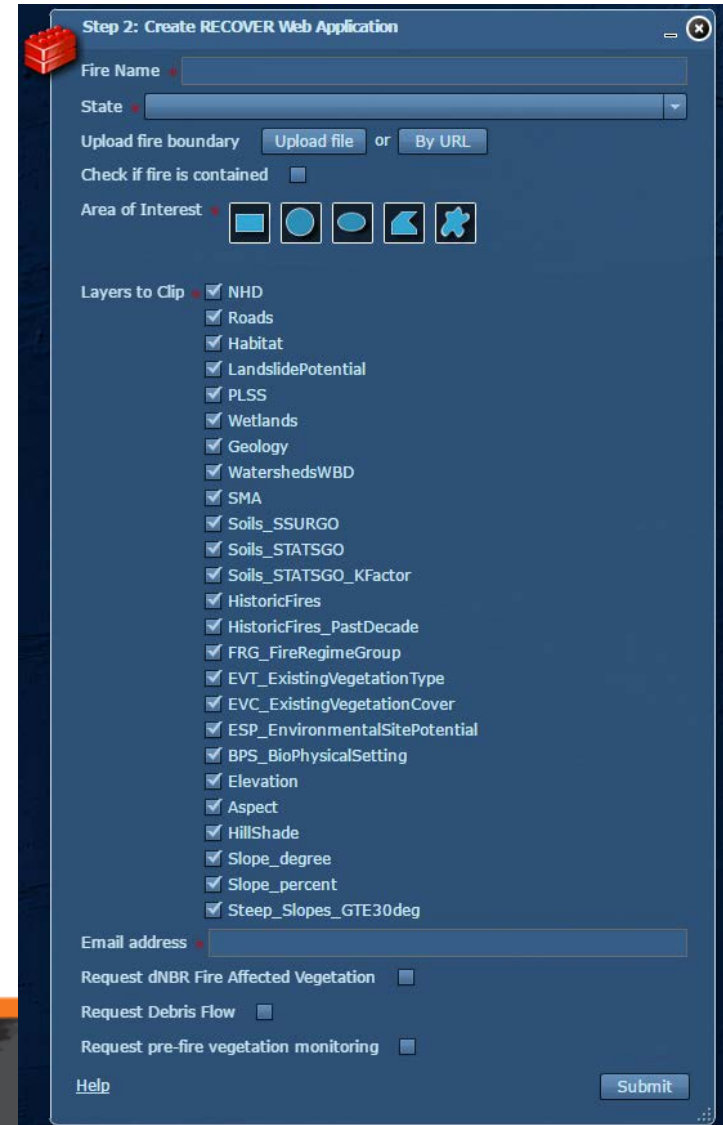 Step 2: Create RECOVER Web Application
Fire Name *
State *
Upload fire boundary Upload file or By URL
Check if fire is contained
Area of Interest *
Layers to Clip * NHD
Roads
Habitat
LandslidePotential
PLSS
Wetlands
Geology
WatershedsWBD
SMA
Soils_SSURGO
Soils_STATSGO
Soils_STATSGO_KFactor
HistoricFires
HistoricFires_PastDecade
FRG_FireRegimeGroup
EVT_ExistingVegetationType
EVC_ExistingVegetationCover
ESP_EnvironmentalSitePotential
BPS_BioPhysicalSetting
Elevation
Aspect
HillShade
Slope_degree
Slope_percent
Steep_Slopes_GTE30deg
Email address *
Request dNBR Fire Affected Vegetation
Request Debris Flow
Request pre-fire vegetation monitoring
Help Submit